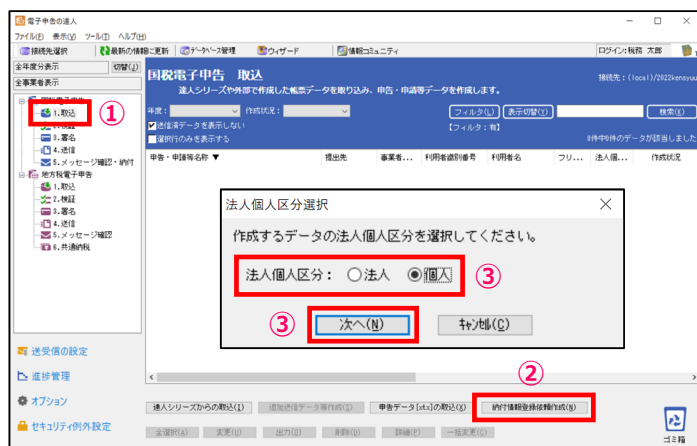 電子申告の達人
ファイル(F) 表示(V) ツール(T) ヘルプ(H)
接続先選択 最新の情報に更新 データベース管理 ウィザード 情報コミュニティ ログイン:税務 太郎
全年度分表示 切替(J)
全事業者表示
国税電子申告
1.取込
2.検証
3.署名
4.送信
5.メッセージ確認・納付
地方税電子申告
1.取込
2.検証
3.署名
4.送信
5.メッセージ確認
6.共通納税
①
国税電子申告 取込
接続先:(local)/2022kensyuu
達人シリーズや外部で作成した帳票データを取り込み、申告・申請等データを作成します。
年度: 作成状況: フィルタ(L) 表示切替(Y) 検索(E)
送信済データを表示しない 【フィルタ:有】
選択行のみを表示する 0件中0件のデータが該当しました
申告・申請等名称▼ 提出先 事業者... 利用者識別番号 利用者名 フリ... 法人個... 作成状況
法人個人区分選択
作成するデータの法人個人区分を選択してください。
法人個人区分: 法人 個人 ③
③ 次へ(N) キャンセル(C)
②
送受信の設定
進捗管理
オプション
セキュリティ例外設定
達人シリーズからの取込(I) 追加送信データ等作成(T) 申告データ[xtx]の取込(X) 納付情報登録依頼作成(N)
全選択(A) 変更(U) 出力(O) 削除(D) 詳細(P) 一括変更(C)
ごみ箱